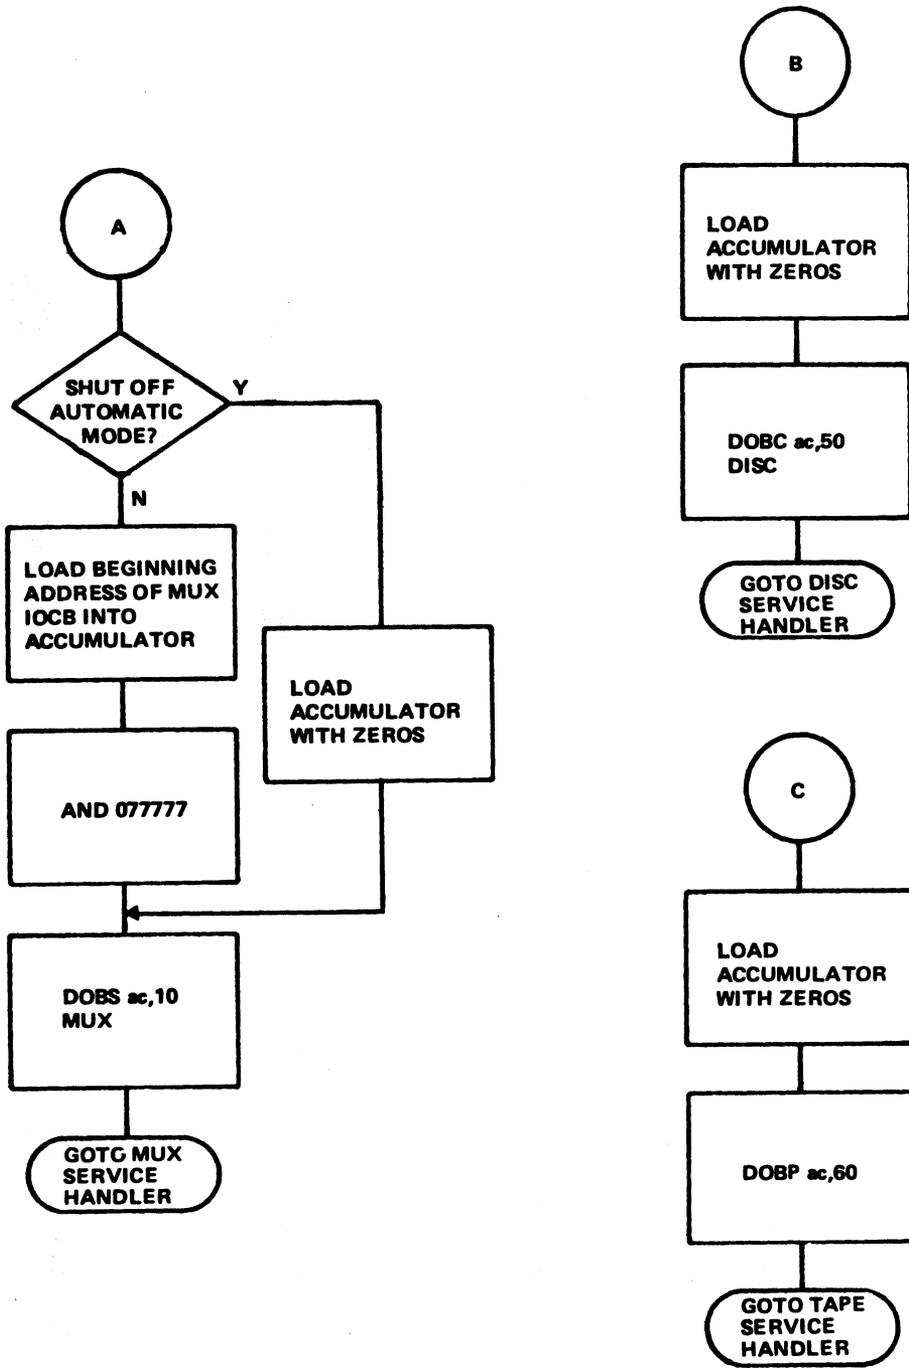 A
SHUT OFF
AUTOMATIC
MODE?
Y
N
LOAD BEGINNING
ADDRESS OF MUX
IOCB INTO
ACCUMULATOR
LOAD
ACCUMULATOR
WITH ZEROS
AND 077777
DOBS ac,10
MUX
GOTO MUX
SERVICE
HANDLER
B
LOAD
ACCUMULATOR
WITH ZEROS
DOBC ac,50
DISC
GOTO DISC
SERVICE
HANDLER
C
LOAD
ACCUMULATOR
WITH ZEROS
DOBP ac,60
GOTO TAPE
SERVICE
HANDLER